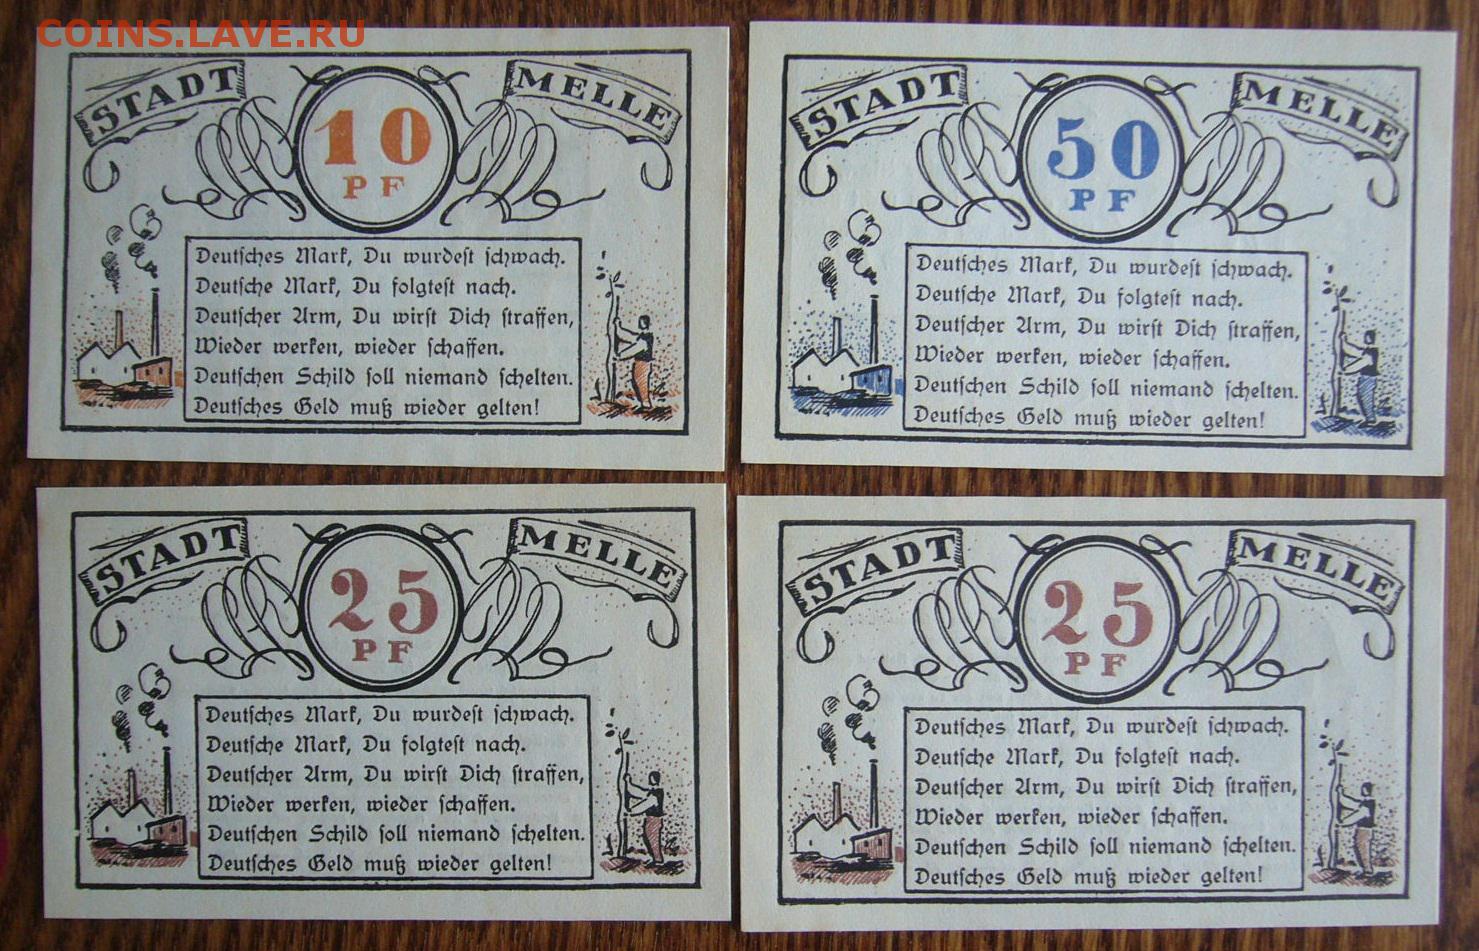 COINS.LAVE.RU
STADT MELLE
10
PF
Deutſches Mark, Du wurdeſt ſchwach.
Deutſche Mark, Du folgteſt nach.
Deutſcher Arm, Du wirſt Dich ſtraffen,
Wieder werken, wieder ſchaffen.
Deutſchen Schild ſoll niemand ſchelten.
Deutſches Geld muß wieder gelten!
STADT MELLE
50
PF
Deutſches Mark, Du wurdeſt ſchwach.
Deutſche Mark, Du folgteſt nach.
Deutſcher Arm, Du wirſt Dich ſtraffen,
Wieder werken, wieder ſchaffen.
Deutſchen Schild ſoll niemand ſchelten.
Deutſches Geld muß wieder gelten!
STADT MELLE
25
PF
Deutſches Mark, Du wurdeſt ſchwach.
Deutſche Mark, Du folgteſt nach.
Deutſcher Arm, Du wirſt Dich ſtraffen,
Wieder werken, wieder ſchaffen.
Deutſchen Schild ſoll niemand ſchelten.
Deutſches Geld muß wieder gelten!
STADT MELLE
25
PF
Deutſches Mark, Du wurdeſt ſchwach.
Deutſche Mark, Du folgteſt nach.
Deutſcher Arm, Du wirſt Dich ſtraffen,
Wieder werken, wieder ſchaffen.
Deutſchen Schild ſoll niemand ſchelten.
Deutſches Geld muß wieder gelten!